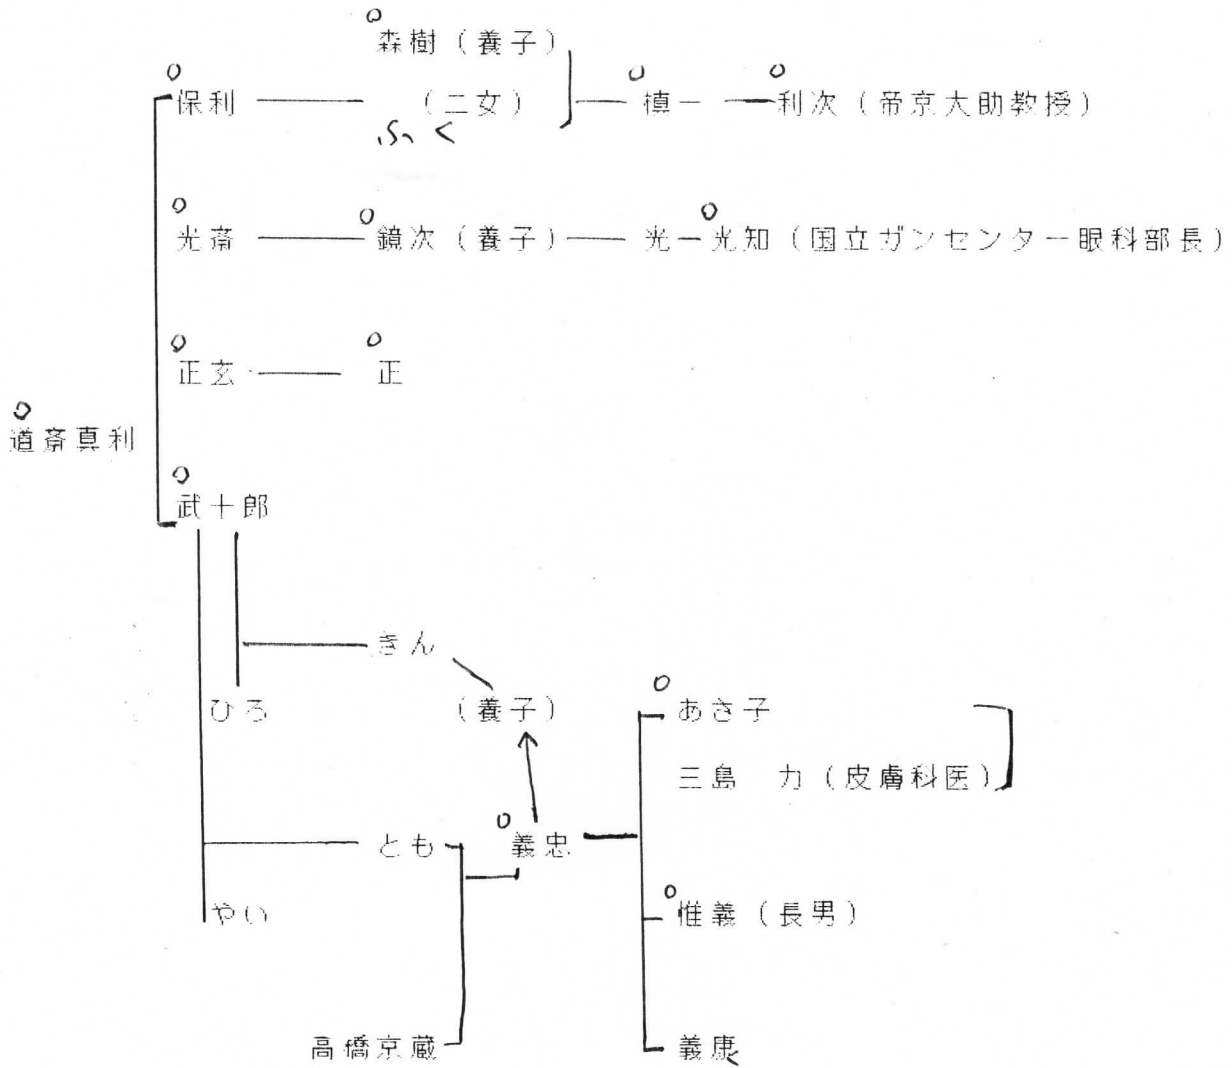 森樹（養子）
保利 （二女） 槙一 利次（帝京大助教授）
ふく
光斎 鏡次（養子） 光一 光知（国立ガンセンター眼科部長）
正玄 正
道斎真利
武十郎
きん
ひろ （養子） あさ子
三島 力（皮膚科医）
とも 義忠
やい 惟義（長男）
高橋京蔵 義康